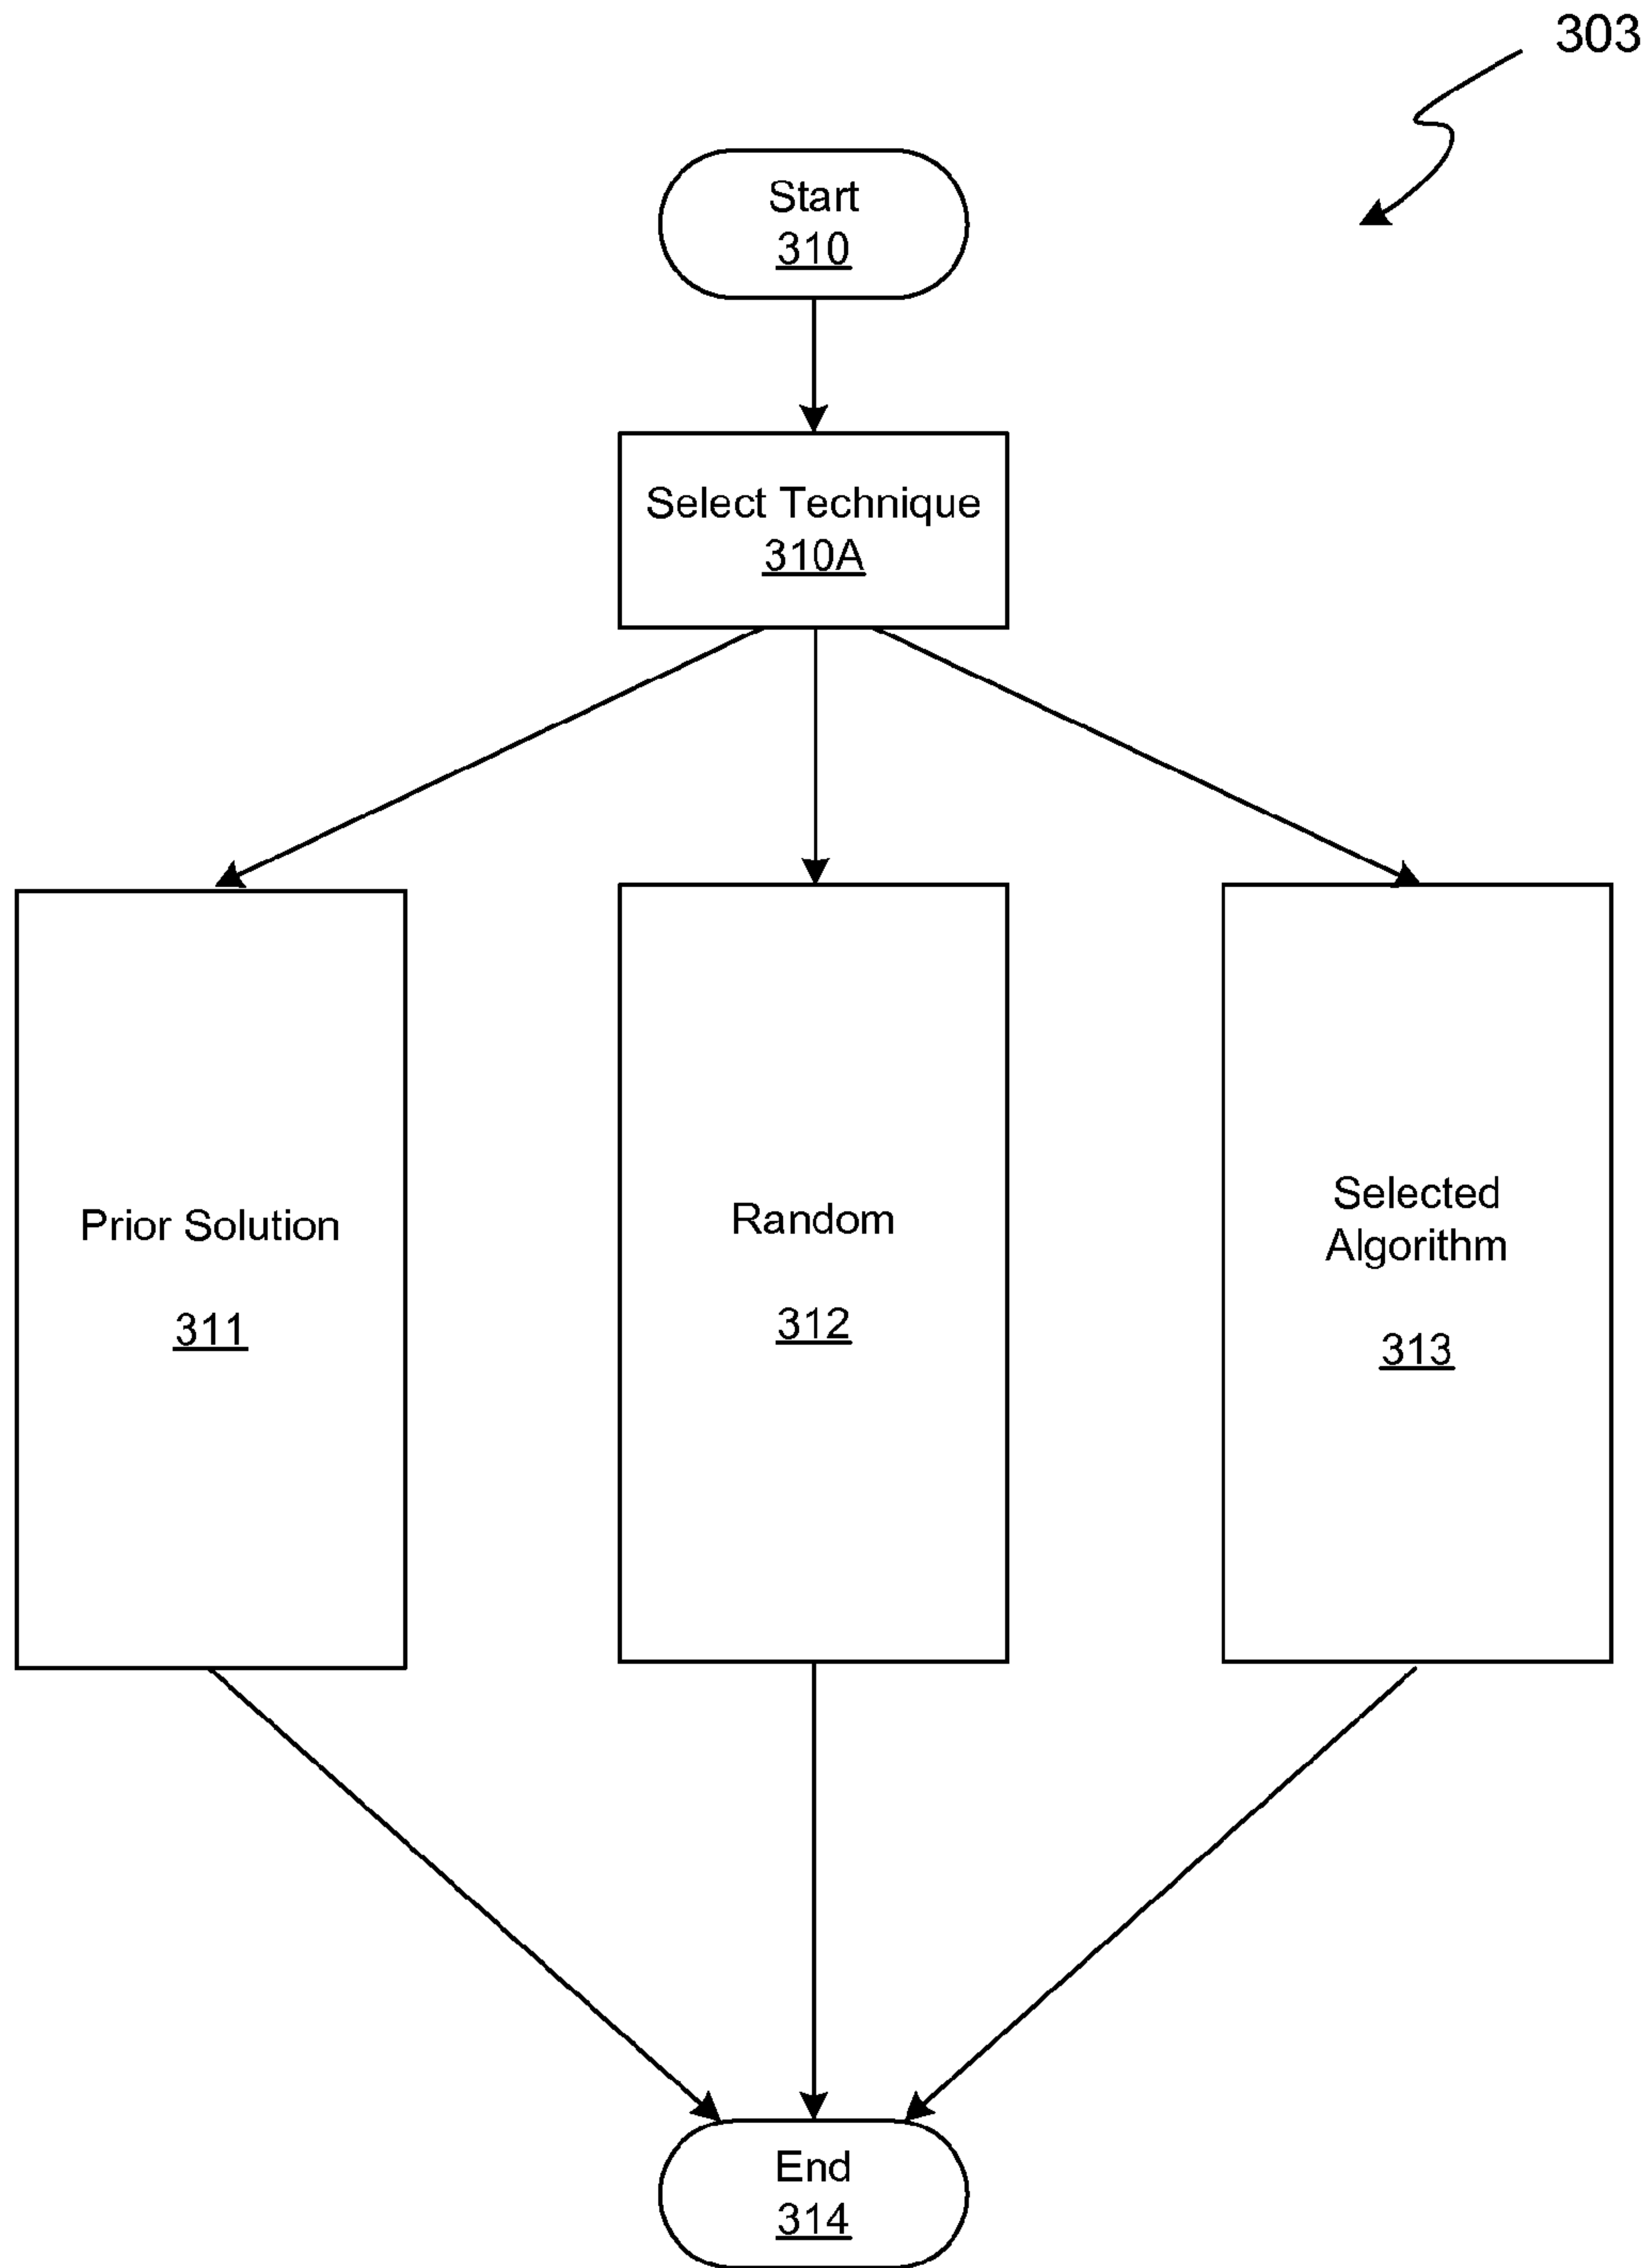 303
Start
310
Select Technique
310A
Prior Solution
311
Random
312
Selected
Algorithm
313
End
314